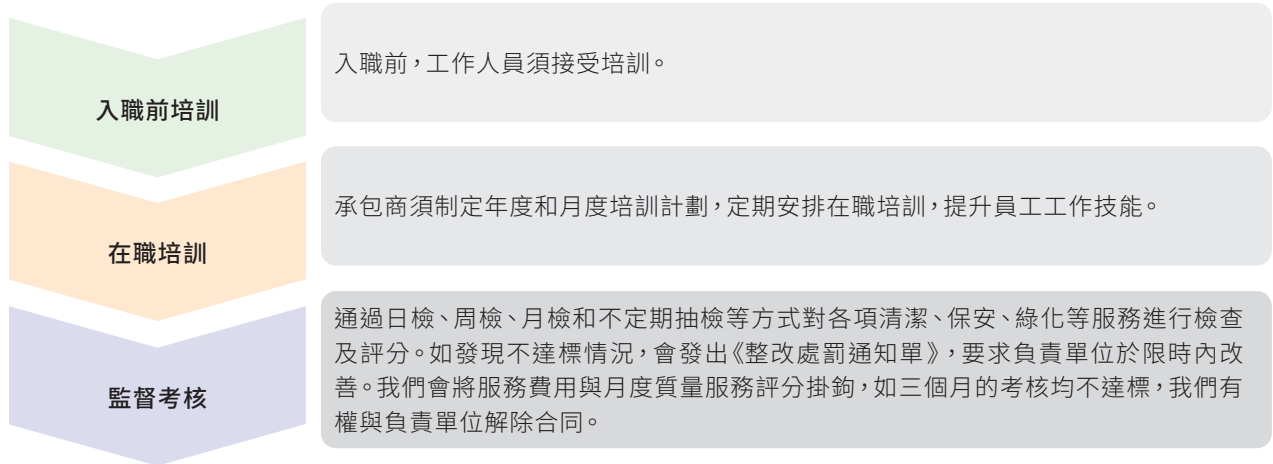 入職前培訓
入職前，工作人員須接受培訓。
在職培訓
承包商須制定年度和月度培訓計劃，定期安排在職培訓，提升員工工作技能。
監督考核
通過日檢、周檢、月檢和不定期抽檢等方式對各項清潔、保安、綠化等服務進行檢查
及評分。如發現不達標情況，會發出《整改處罰通知單》，要求負責單位於限時內改
善。我們會將服務費用與月度質量服務評分掛鈎，如三個月的考核均不達標，我們有
權與負責單位解除合同。